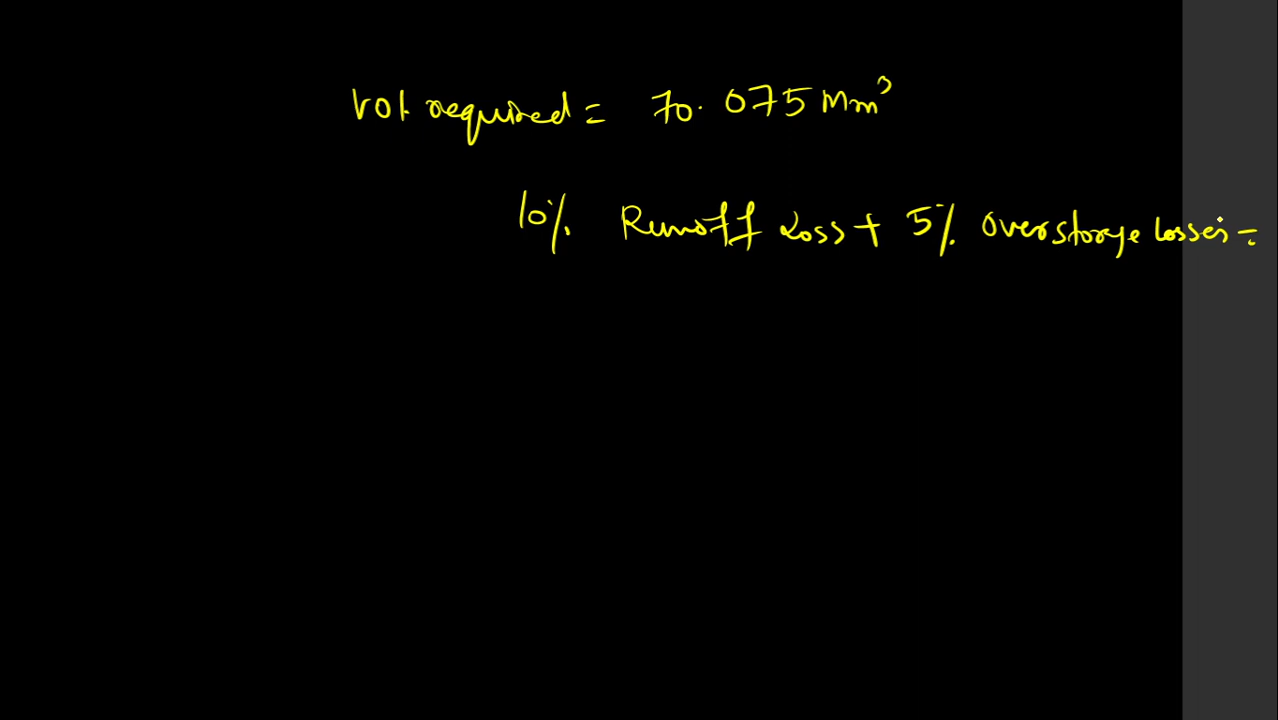 Vol. required = 70.075 Mm³
10% Runoff Loss + 5% Overstorage losses =